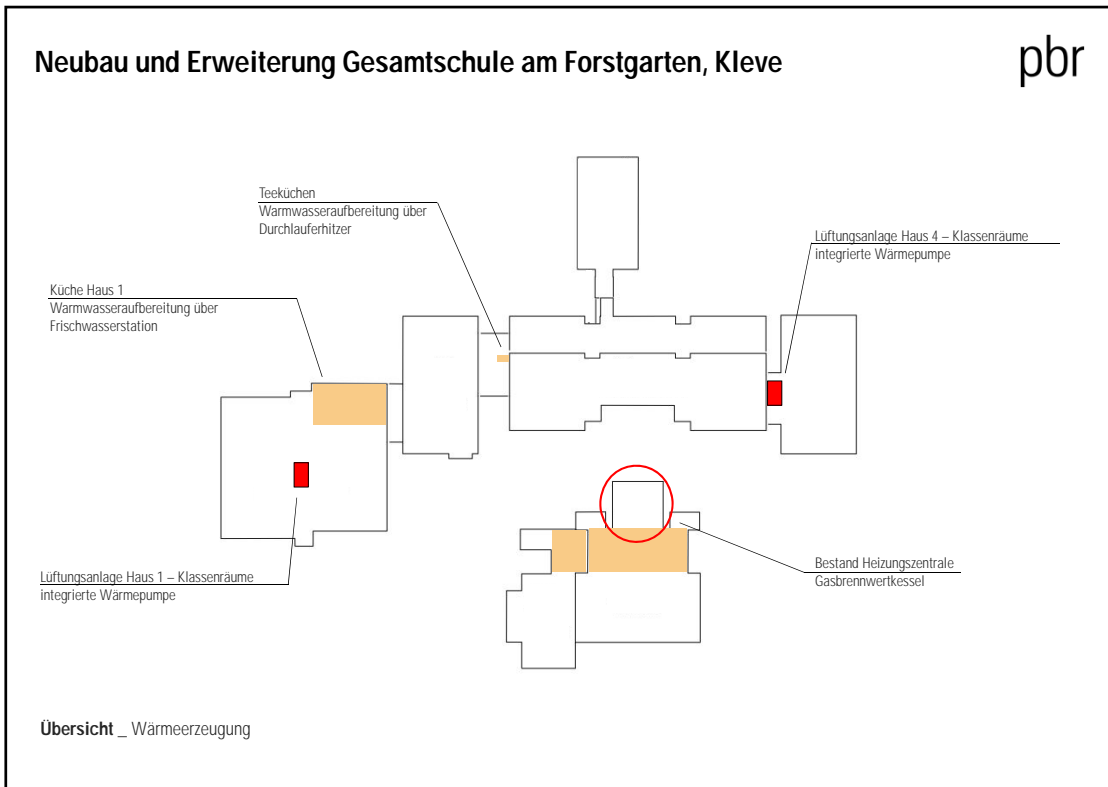 Neubau und Erweiterung Gesamtschule am Forstgarten, Kleve
pbr
Teeküchen
Warmwasseraufbereitung über
Durchlauferhitzer
Lüftungsanlage Haus 4 – Klassenräume
integrierte Wärmepumpe
Küche Haus 1
Warmwasseraufbereitung über
Frischwasserstation
Lüftungsanlage Haus 1 – Klassenräume
integrierte Wärmepumpe
Bestand Heizungszentrale
Gasbrennwertkessel
Übersicht _ Wärmeerzeugung